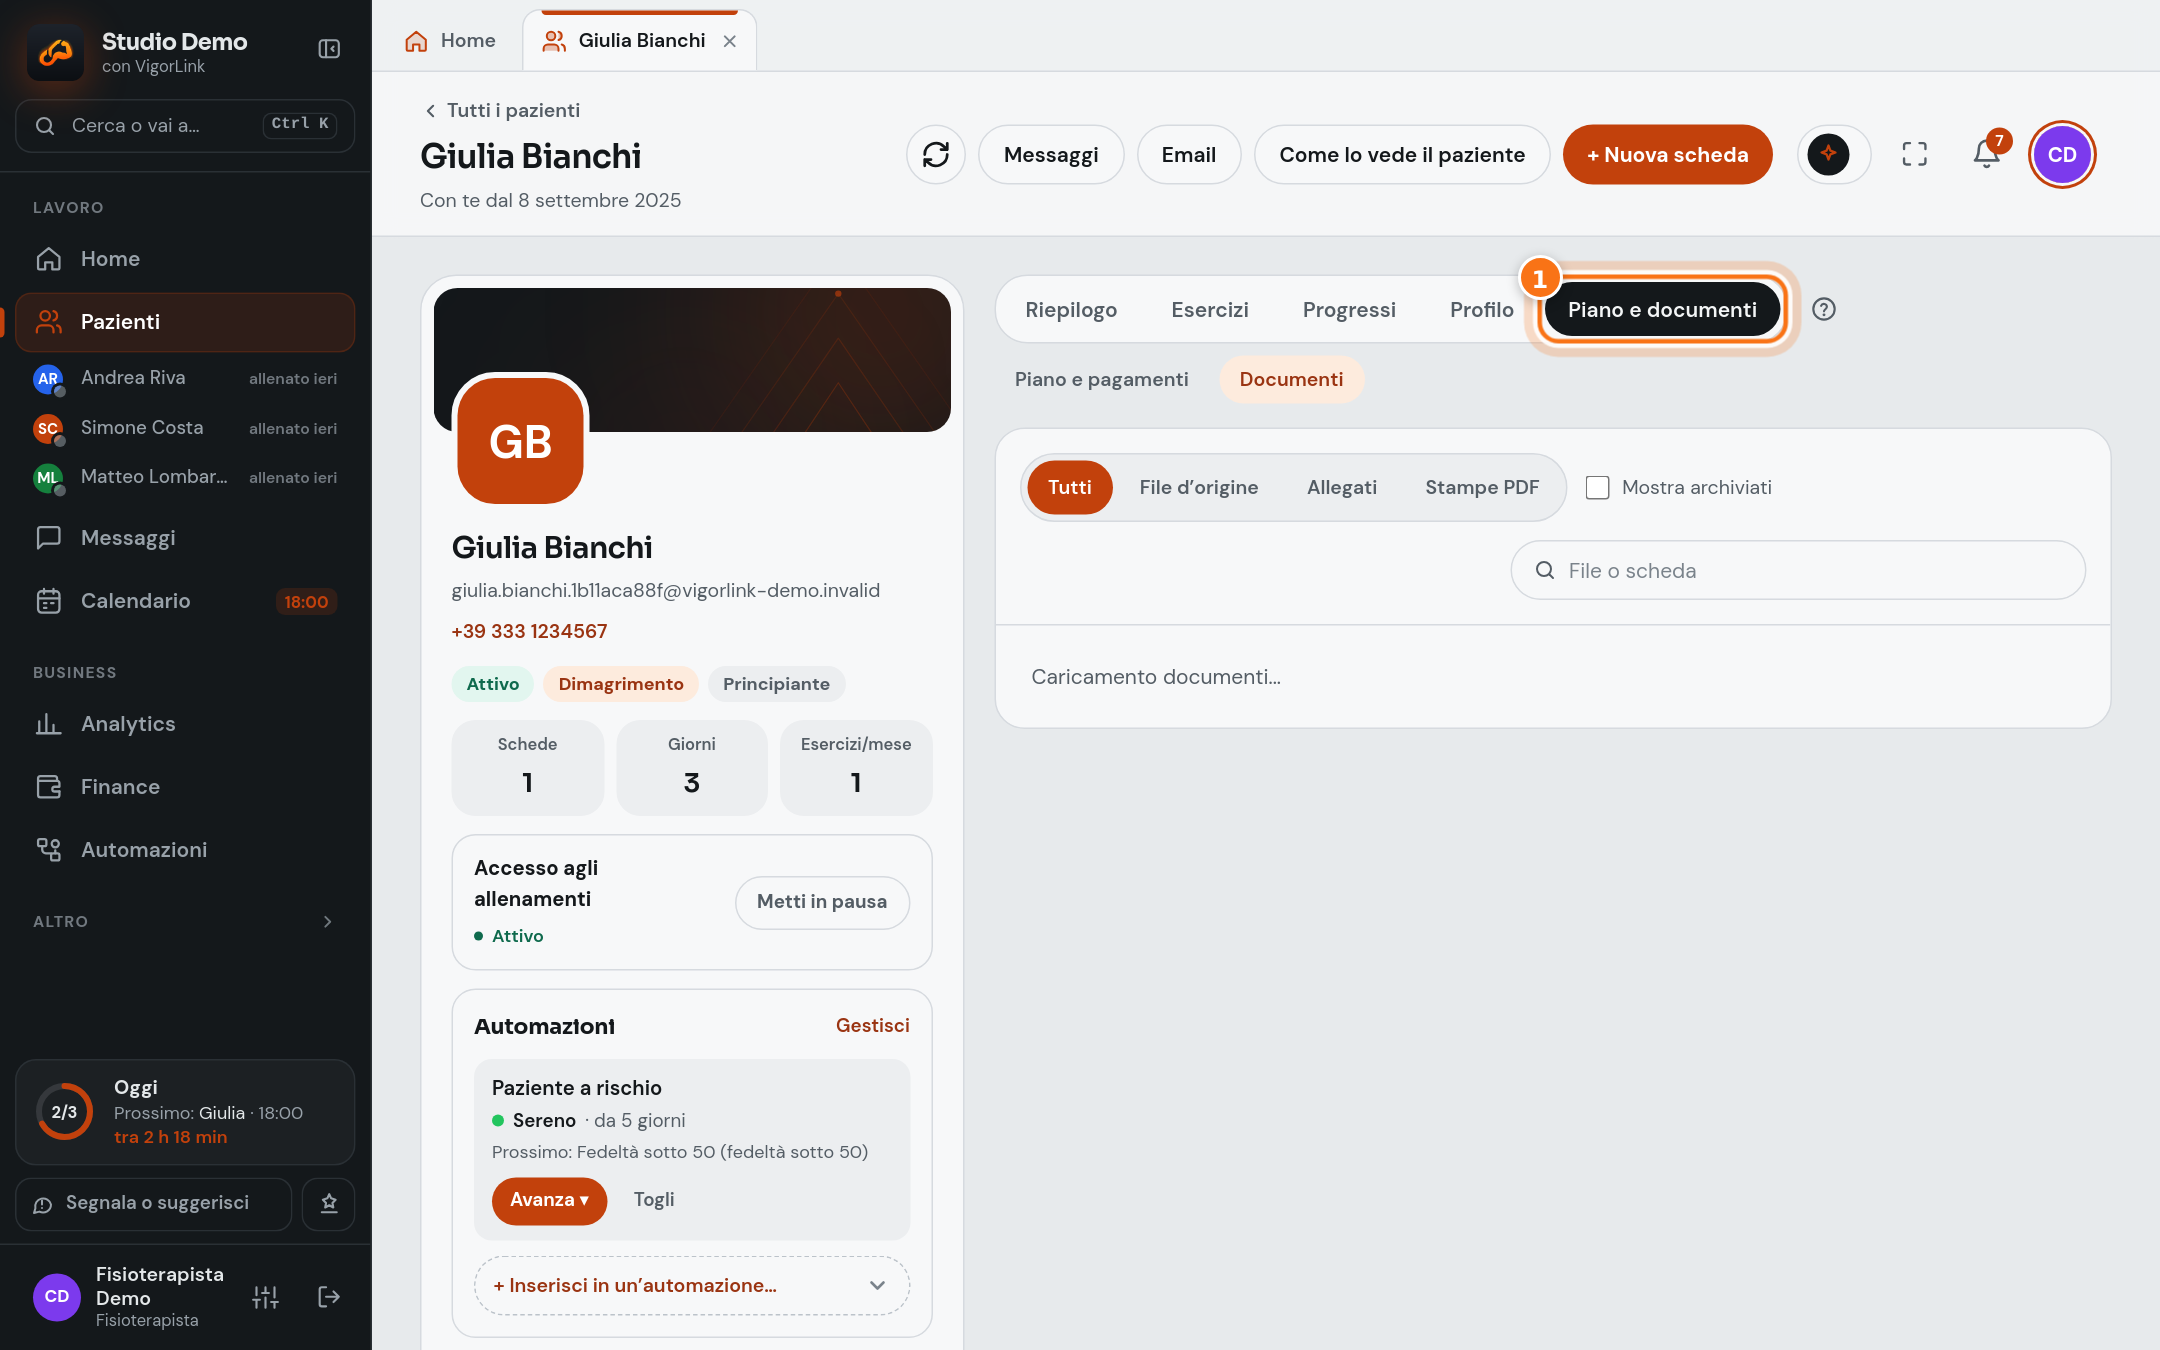 Studio Demo
con VigorLink
Cerca o vai a...
Ctrl K
LAVORO
Home
Pazienti
AR
Andrea Riva
allenato ieri
SC
Simone Costa
allenato ieri
ML
Matteo Lombar...
allenato ieri
Messaggi
Calendario
18:00
BUSINESS
Analytics
Finance
Automazioni
ALTRO
2/3
Oggi
Prossimo: Giulia · 18:00
tra 2 h 18 min
Segnala o suggerisci
CD
Fisioterapista
Demo
Fisioterapista
Home
Giulia Bianchi
Tutti i pazienti
Giulia Bianchi
Con te dal 8 settembre 2025
Messaggi
Email
Come lo vede il paziente
+ Nuova scheda
7
CD
GB
Giulia Bianchi
giulia.bianchi.1b11aca88f@vigorlink-demo.invalid
+39 333 1234567
Attivo
Dimagrimento
Principiante
Schede
1
Giorni
3
Esercizi/mese
1
Accesso agli
allenamenti
Attivo
Metti in pausa
Automazioni
Gestisci
Paziente a rischio
Sereno · da 5 giorni
Prossimo: Fedeltà sotto 50 (fedeltà sotto 50)
Avanza ▾
Togli
+ Inserisci in un’automazione...
Riepilogo
Esercizi
Progressi
Profilo
1
Piano e documenti
Piano e pagamenti
Documenti
Tutti
File d’origine
Allegati
Stampe PDF
Mostra archiviati
File o scheda
Caricamento documenti...